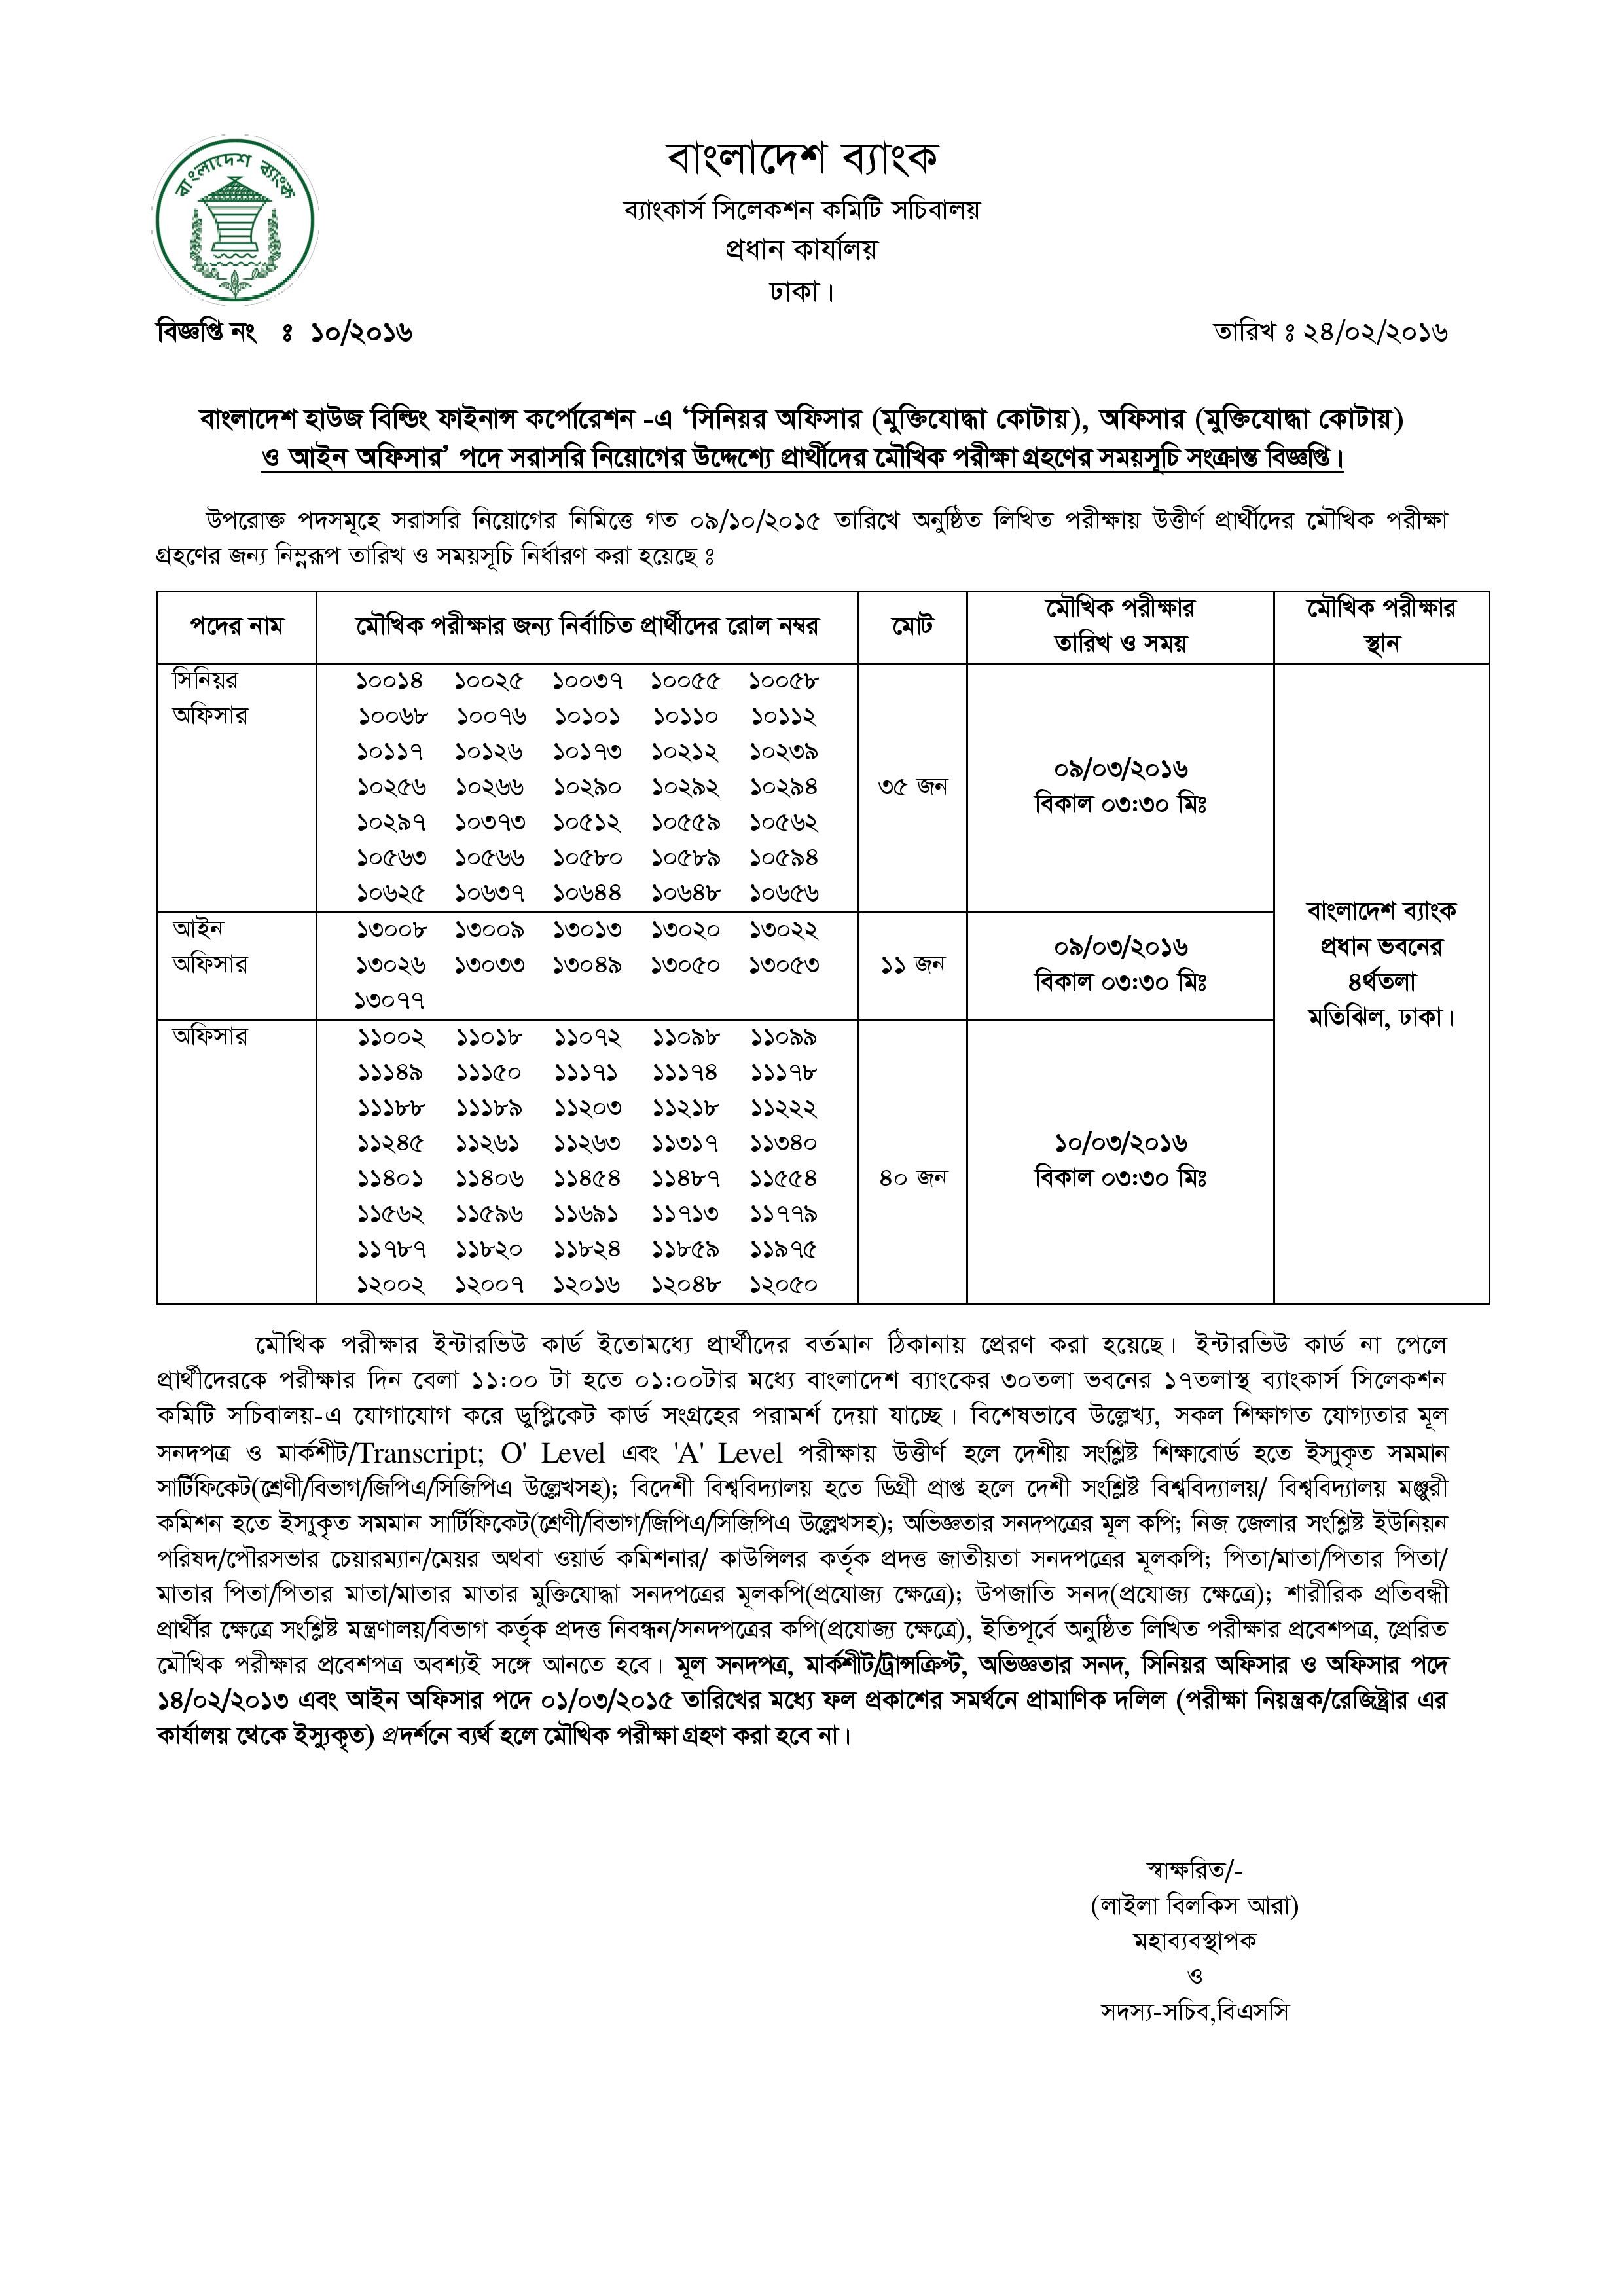 বাংলাদেশ ব্যাংক
বাংলাদেশ ব্যাংক
ব্যাংকার্স সিলেকশন কমিটি সচিবালয়
প্রধান কার্যালয়
ঢাকা।
বিজ্ঞপ্তি নং ঃ ১০/২০১৬ তারিখ ঃ ২৪/০২/২০১৬
বাংলাদেশ হাউজ বিল্ডিং ফাইনান্স কর্পোরেশন -এ ‘সিনিয়র অফিসার (মুক্তিযোদ্ধা কোটায়), অফিসার (মুক্তিযোদ্ধা কোটায়)
ও আইন অফিসার’ পদে সরাসরি নিয়োগের উদ্দেশ্যে প্রার্থীদের মৌখিক পরীক্ষা গ্রহণের সময়সূচি সংক্রান্ত বিজ্ঞপ্তি।
উপরোক্ত পদসমূহে সরাসরি নিয়োগের নিমিত্তে গত ০৯/১০/২০১৫ তারিখে অনুষ্ঠিত লিখিত পরীক্ষায় উত্তীর্ণ প্রার্থীদের মৌখিক পরীক্ষা
গ্রহণের জন্য নিম্নরূপ তারিখ ও সময়সূচি নির্ধারণ করা হয়েছে ঃ
পদের নাম
মৌখিক পরীক্ষার জন্য নির্বাচিত প্রার্থীদের রোল নম্বর
মোট
মৌখিক পরীক্ষার
তারিখ ও সময়
মৌখিক পরীক্ষার
স্থান
সিনিয়র
অফিসার
১০০১৪ ১০০২৫ ১০০৩৭ ১০০৫৫ ১০০৫৮
১০০৬৮ ১০০৭৬ ১০১০১ ১০১১০ ১০১১২
১০১১৭ ১০১২৬ ১০১৭৩ ১০২১২ ১০২৩৯
১০২৫৬ ১০২৬৬ ১০২৯০ ১০২৯২ ১০২৯৪
১০২৯৭ ১০৩৭৩ ১০৫১২ ১০৫৫৯ ১০৫৬২
১০৫৬৩ ১০৫৬৬ ১০৫৮০ ১০৫৮৯ ১০৫৯৪
১০৬২৫ ১০৬৩৭ ১০৬৪৪ ১০৬৪৮ ১০৬৫৬
৩৫ জন
০৯/০৩/২০১৬
বিকাল ০৩:৩০ মিঃ
আইন
অফিসার
১৩০০৮ ১৩০০৯ ১৩০১৩ ১৩০২০ ১৩০২২
১৩০২৬ ১৩০৩৩ ১৩০৪৯ ১৩০৫০ ১৩০৫৩
১৩০৭৭
১১ জন
০৯/০৩/২০১৬
বিকাল ০৩:৩০ মিঃ
বাংলাদেশ ব্যাংক
প্রধান ভবনের
৪র্থতলা
মতিঝিল, ঢাকা।
অফিসার
১১০০২ ১১০১৮ ১১০৭২ ১১০৯৮ ১১০৯৯
১১১৪৯ ১১১৫০ ১১১৭১ ১১১৭৪ ১১১৭৮
১১১৮৮ ১১১৮৯ ১১২০৩ ১১২১৮ ১১২২২
১১২৪৫ ১১২৬১ ১১২৬৩ ১১৩১৭ ১১৩৪০
১১৪০১ ১১৪০৬ ১১৪৫৪ ১১৪৮৭ ১১৫৫৪
১১৫৬২ ১১৫৯৬ ১১৬৯১ ১১৭১৩ ১১৭৭৯
১১৭৮৭ ১১৮২০ ১১৮২৪ ১১৮৫৯ ১১৯৭৫
১২০০২ ১২০০৭ ১২০১৬ ১২০৪৮ ১২০৫০
৪০ জন
১০/০৩/২০১৬
বিকাল ০৩:৩০ মিঃ
মৌখিক পরীক্ষার ইন্টারভিউ কার্ড ইতোমধ্যে প্রার্থীদের বর্তমান ঠিকানায় প্রেরণ করা হয়েছে। ইন্টারভিউ কার্ড না পেলে
প্রার্থীদেরকে পরীক্ষার দিন বেলা ১১:০০ টা হতে ০১:০০টার মধ্যে বাংলাদেশ ব্যাংকের ৩০তলা ভবনের ১৭তলাস্থ ব্যাংকার্স সিলেকশন
কমিটি সচিবালয়-এ যোগাযোগ করে ডুপ্লিকেট কার্ড সংগ্রহের পরামর্শ দেয়া যাচ্ছে। বিশেষভাবে উল্লেখ্য, সকল শিক্ষাগত যোগ্যতার মূল
সনদপত্র ও মার্কশীট/Transcript; O' Level এবং 'A' Level পরীক্ষায় উত্তীর্ণ হলে দেশীয় সংশ্লিষ্ট শিক্ষাবোর্ড হতে ইস্যুকৃত সমমান
সার্টিফিকেট(শ্রেণী/বিভাগ/জিপিএ/সিজিপিএ উল্লেখসহ); বিদেশী বিশ্ববিদ্যালয় হতে ডিগ্রী প্রাপ্ত হলে দেশী সংশ্লিষ্ট বিশ্ববিদ্যালয়/ বিশ্ববিদ্যালয় মঞ্জুরী
কমিশন হতে ইস্যুকৃত সমমান সার্টিফিকেট(শ্রেণী/বিভাগ/জিপিএ/সিজিপিএ উল্লেখসহ); অভিজ্ঞতার সনদপত্রের মূল কপি; নিজ জেলার সংশ্লিষ্ট ইউনিয়ন
পরিষদ/পৌরসভার চেয়ারম্যান/মেয়র অথবা ওয়ার্ড কমিশনার/ কাউন্সিলর কর্তৃক প্রদত্ত জাতীয়তা সনদপত্রের মূলকপি; পিতা/মাতা/পিতার পিতা/
মাতার পিতা/পিতার মাতা/মাতার মাতার মুক্তিযোদ্ধা সনদপত্রের মূলকপি(প্রযোজ্য ক্ষেত্রে); উপজাতি সনদ(প্রযোজ্য ক্ষেত্রে); শারীরিক প্রতিবন্ধী
প্রার্থীর ক্ষেত্রে সংশ্লিষ্ট মন্ত্রণালয়/বিভাগ কর্তৃক প্রদত্ত নিবন্ধন/সনদপত্রের কপি(প্রযোজ্য ক্ষেত্রে), ইতিপূর্বে অনুষ্ঠিত লিখিত পরীক্ষার প্রবেশপত্র, প্রেরিত
মৌখিক পরীক্ষার প্রবেশপত্র অবশ্যই সঙ্গে আনতে হবে। মূল সনদপত্র, মার্কশীট/ট্রান্সক্রিপ্ট, অভিজ্ঞতার সনদ, সিনিয়র অফিসার ও অফিসার পদে
১৪/০২/২০১৩ এবং আইন অফিসার পদে ০১/০৩/২০১৫ তারিখের মধ্যে ফল প্রকাশের সমর্থনে প্রামাণিক দলিল (পরীক্ষা নিয়ন্ত্রক/রেজিষ্ট্রার এর
কার্যালয় থেকে ইস্যুকৃত) প্রদর্শনে ব্যর্থ হলে মৌখিক পরীক্ষা গ্রহণ করা হবে না।
স্বাক্ষরিত/-
(লাইলা বিলকিস আরা)
মহাব্যবস্থাপক
ও
সদস্য-সচিব,বিএসসি